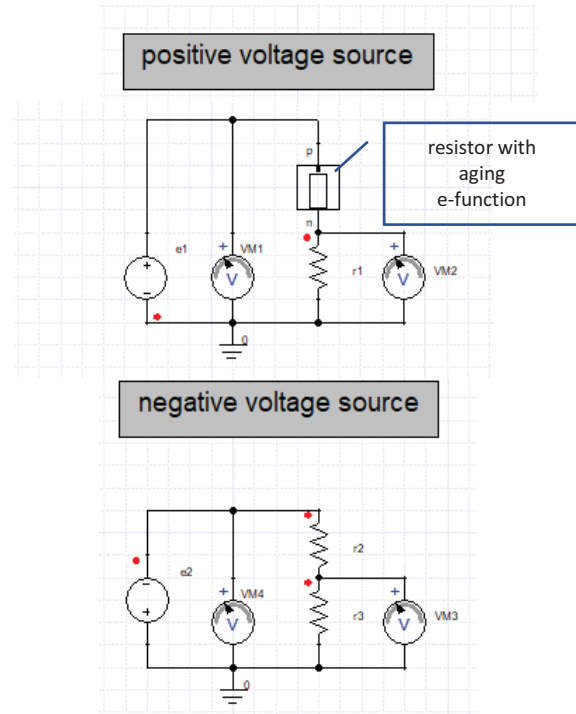 positive voltage source
p
resistor with
aging
e-function
n
+
e1
+
VM1
V
r1
+
V
VM2
0
negative voltage source
e2
+
+
VM4
V
r2
r3
+
V
VM3
0